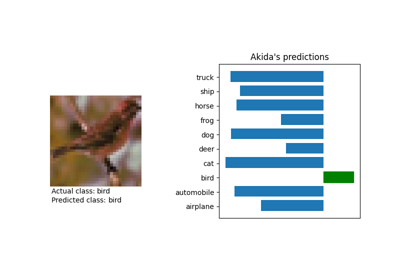 Akida's predictions
truck
ship
horse
frog
dog
deer
cat
bird
automobile
airplane
Actual class: bird
Predicted class: bird